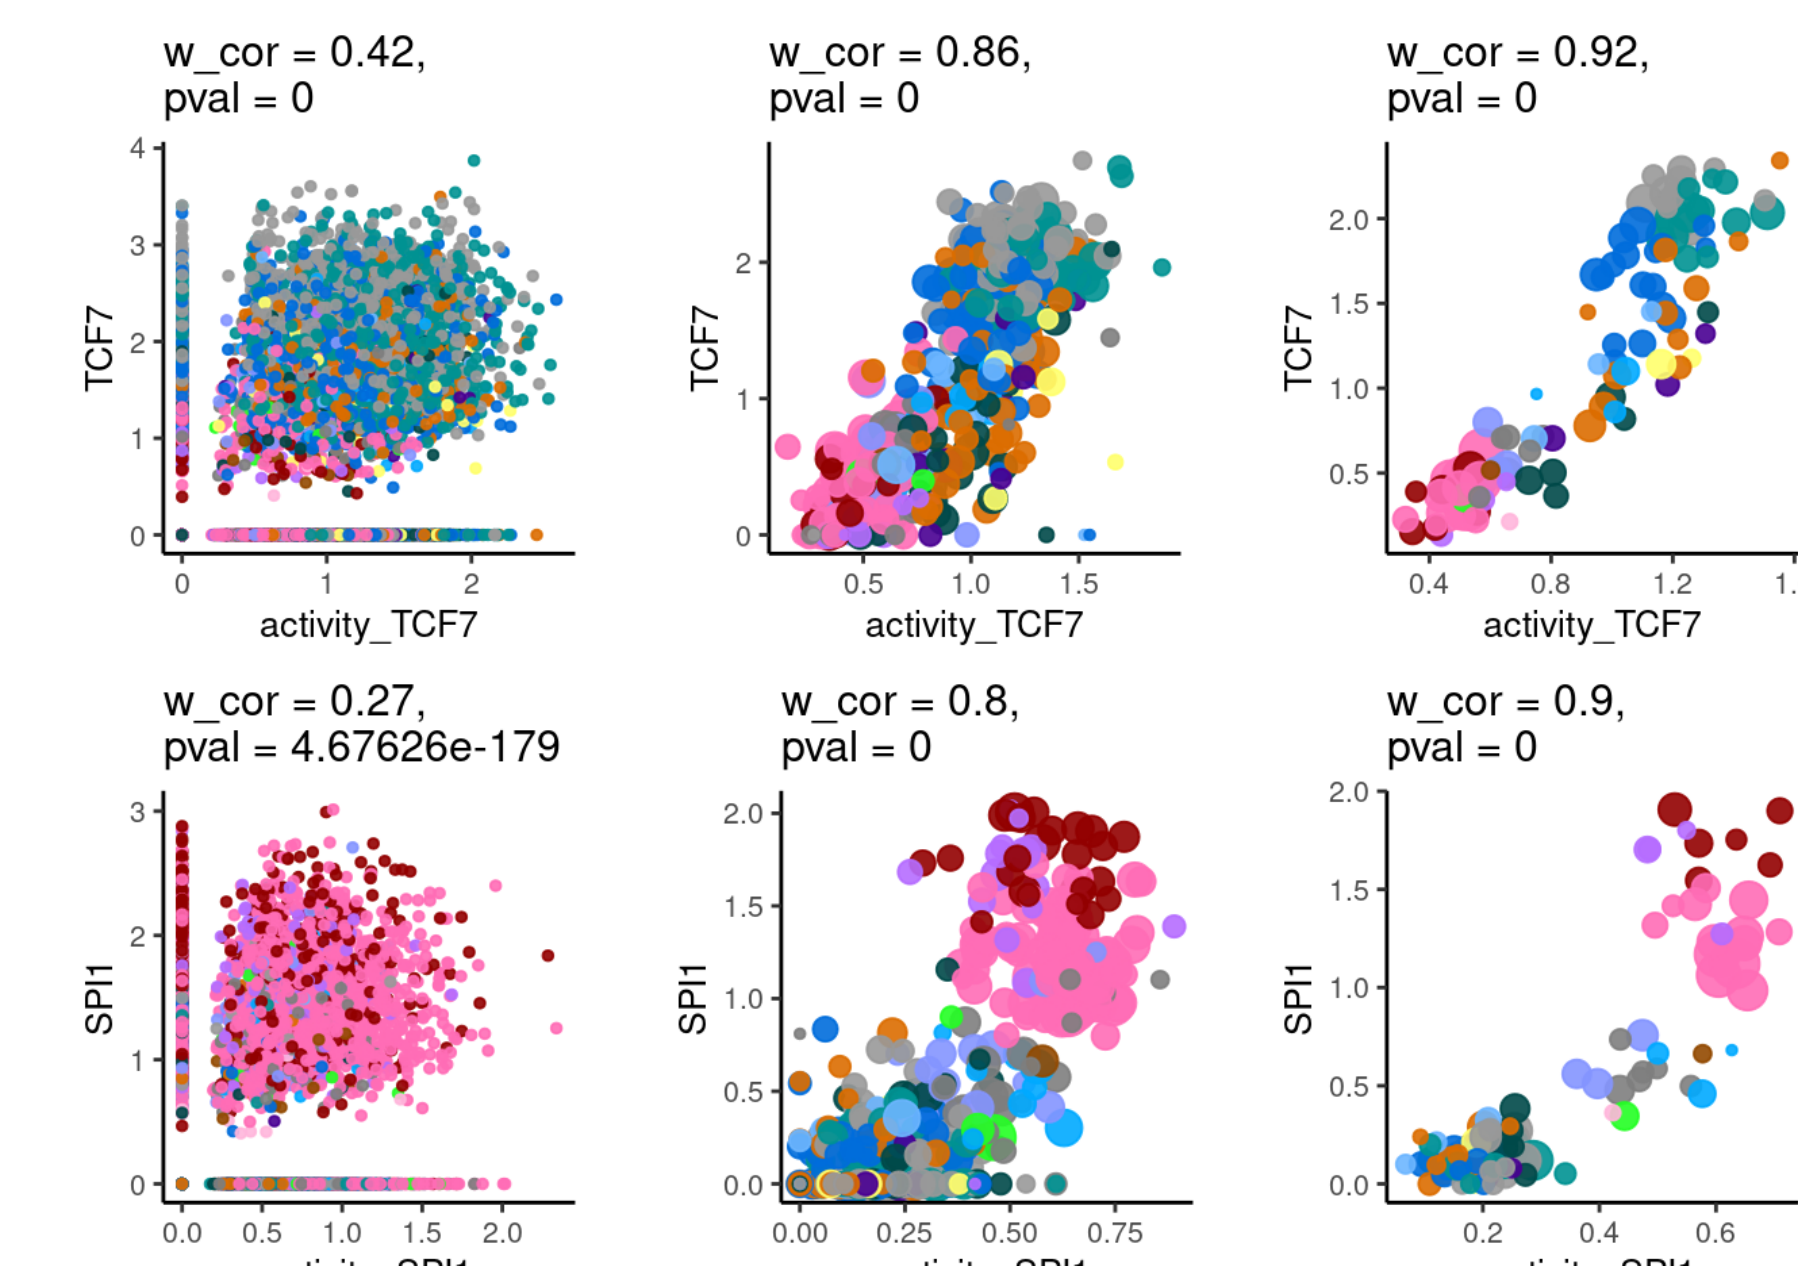 w_cor = 0.42,
pval = 0
w_cor = 0.86,
pval = 0
w_cor = 0.92,
pval = 0
TCF7
4
3
2
1
0
0
1
2
activity_TCF7
TCF7
2
1
0
0.5
1.0
1.5
activity_TCF7
TCF7
2.0
1.5
1.0
0.5
0.4
0.8
1.2
1.
activity_TCF7
w_cor = 0.27,
pval = 4.67626e-179
w_cor = 0.8,
pval = 0
w_cor = 0.9,
pval = 0
SPI1
3
2
1
0
0.0
0.5
1.0
1.5
2.0
SPI1
2.0
1.5
1.0
0.5
0.0
0.00
0.25
0.50
0.75
SPI1
2.0
1.5
1.0
0.5
0.0
0.2
0.4
0.6